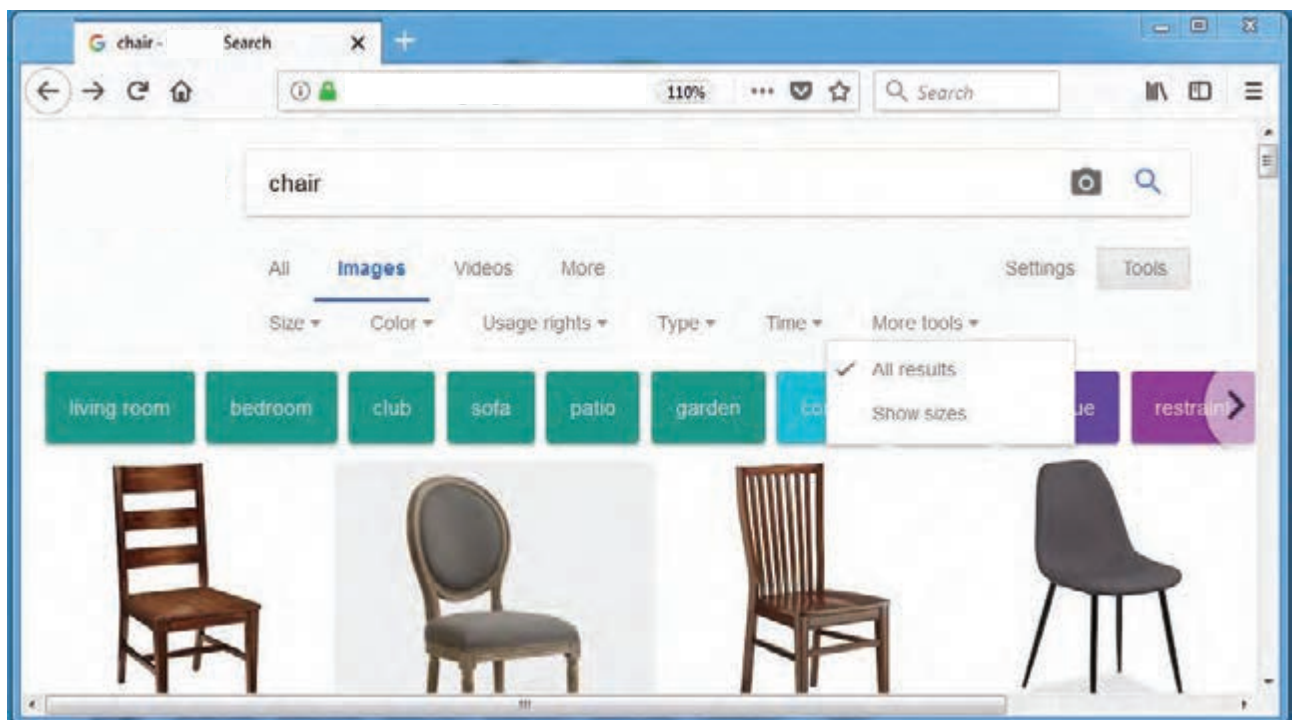 chair - Search
110%
Search
chair
All Images Videos More Settings Tools
Size Color Usage rights Type Time More tools
All results
Show sizes
living room bedroom club sofa patio garden